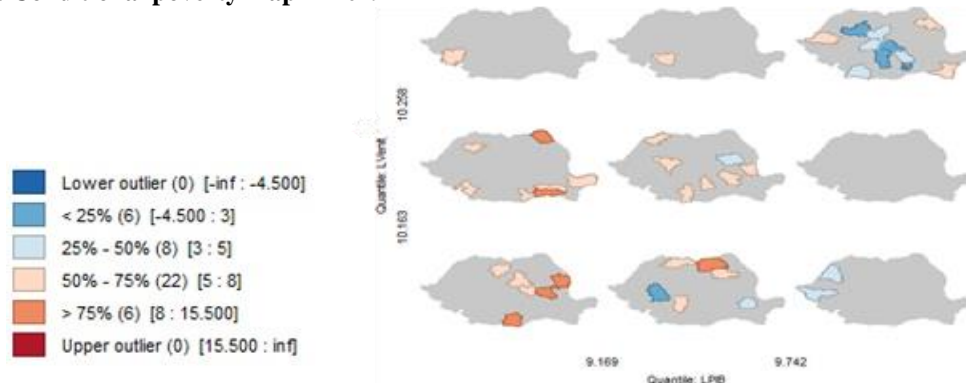 Lower outlier (0) [-inf : -4.500]
< 25% (6) [-4.500 : 3]
25% - 50% (8) [3 : 5]
50% - 75% (22) [5 : 8]
> 75% (6) [8 : 15.500]
Upper outlier (0) [15.500 : inf]
10.258
Quantile: LVenit
10.163
9.169
9.742
Quantile: LPIB